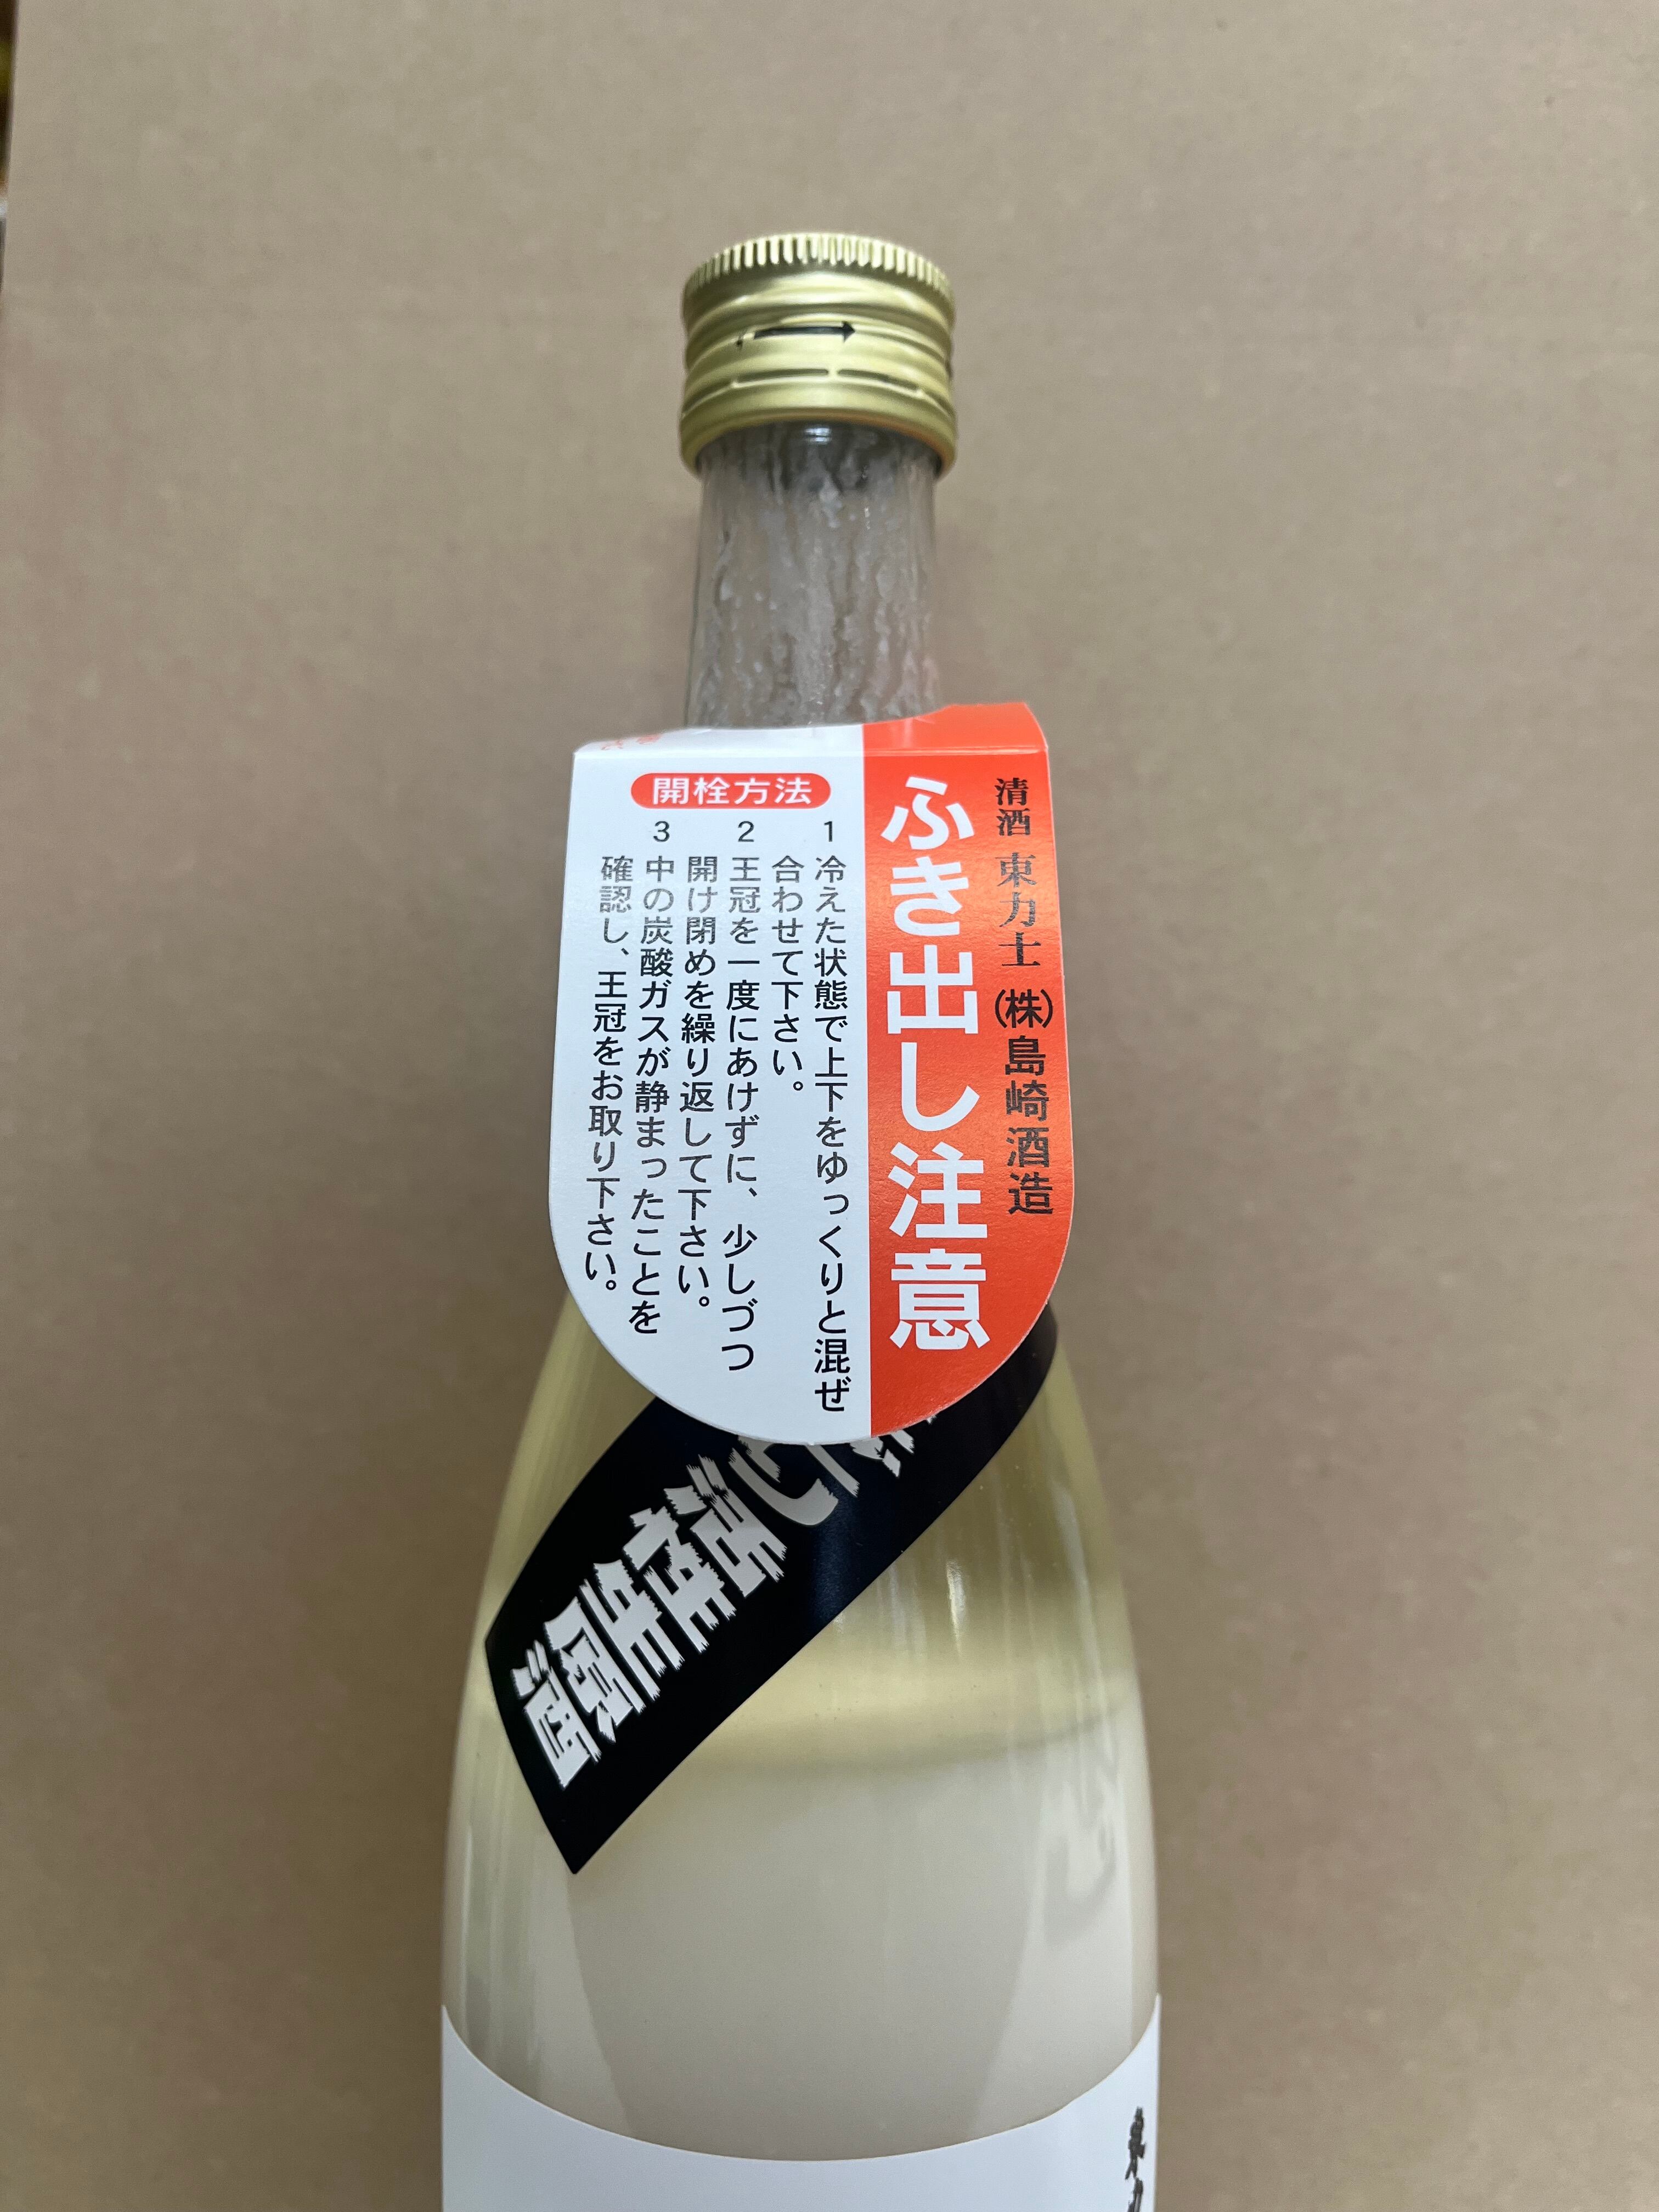 清酒 東力士 (株)島崎酒造
ふき出し注意
開栓方法
1 冷えた状態で上下をゆっくりと混ぜ
合わせて下さい。
2 王冠を一度にあけずに、少しづつ
開け閉めを繰り返して下さい。
3 中の炭酸ガスが静まったことを
確認し、王冠をお取り下さい。
活性生原酒